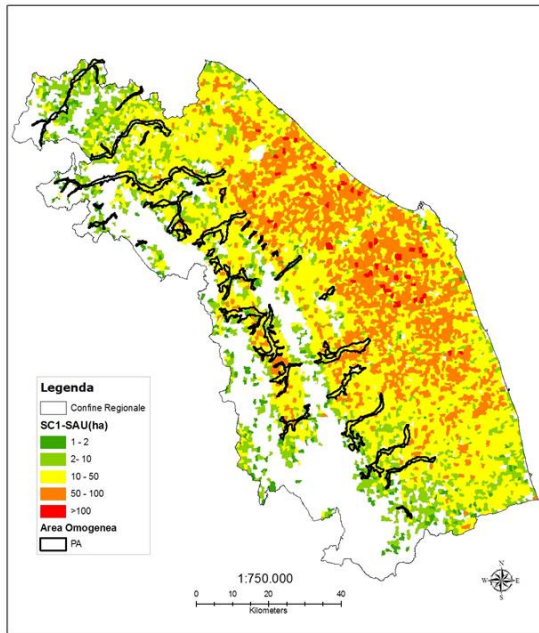 Legenda
Confine Regionale
SC1-SAU(ha)
1 - 2
2- 10
10 - 50
50 - 100
>100
Area Omogenea
PA
1:750.000
0 10 20 40
Kilometers
N
W E
S